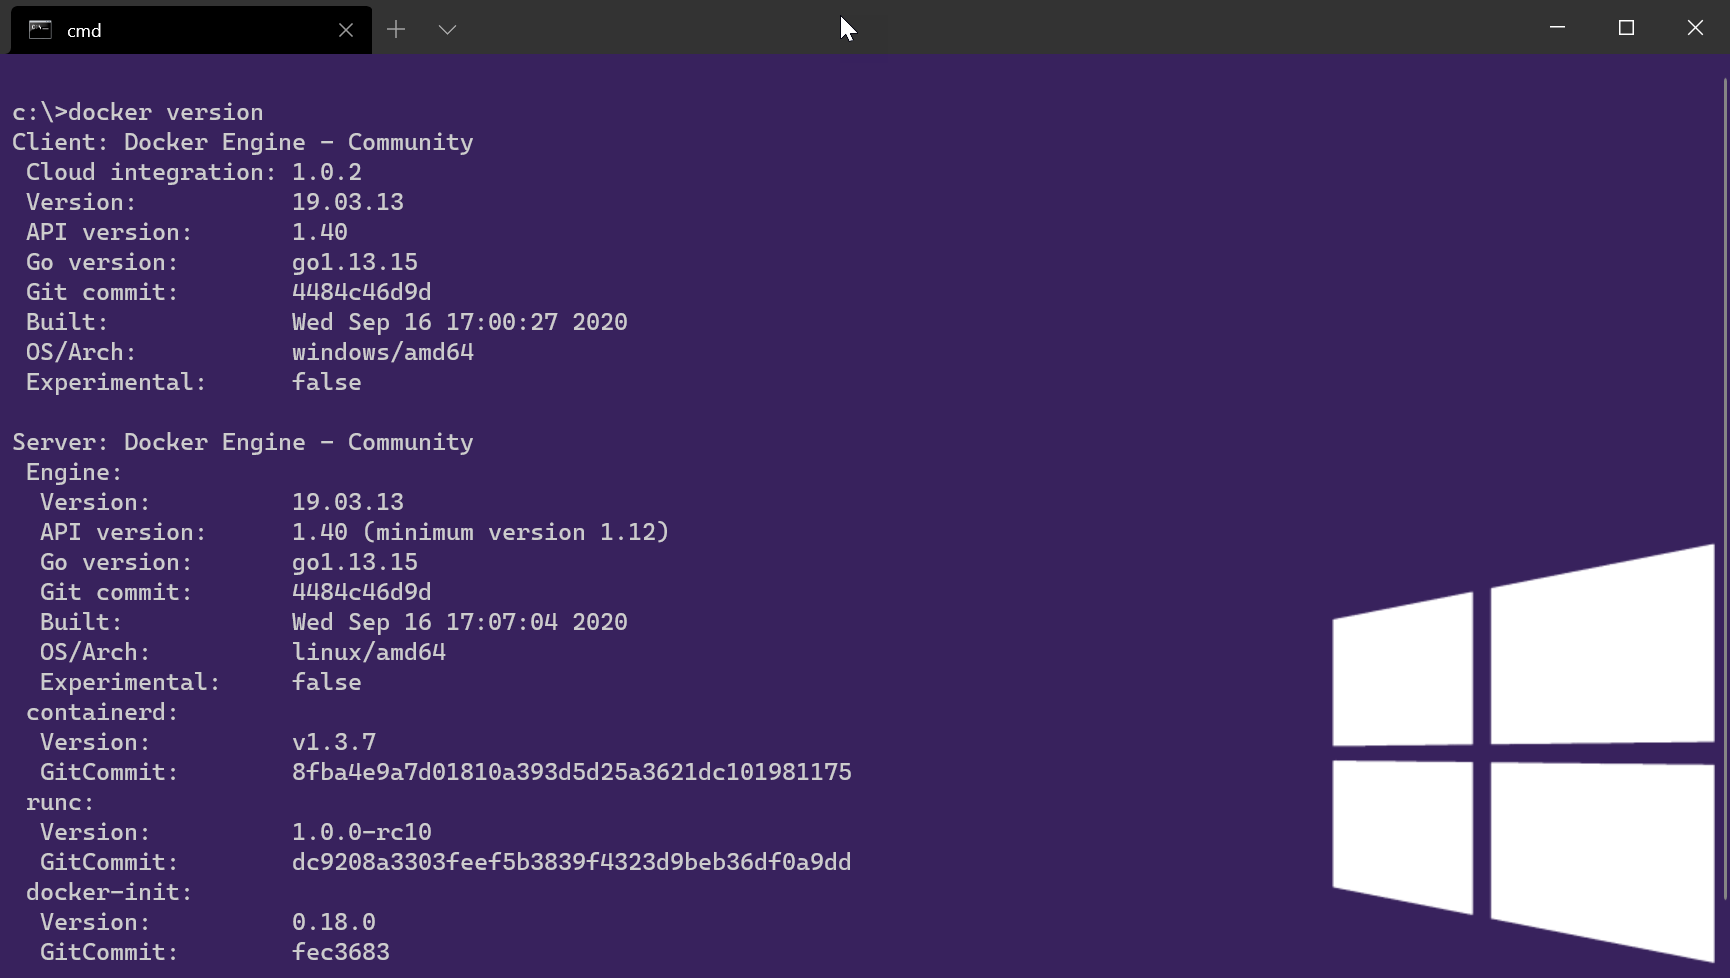 cmd
c:\>docker version
Client: Docker Engine - Community
 Cloud integration: 1.0.2
 Version:           19.03.13
 API version:       1.40
 Go version:        go1.13.15
 Git commit:        4484c46d9d
 Built:             Wed Sep 16 17:00:27 2020
 OS/Arch:           windows/amd64
 Experimental:      false

Server: Docker Engine - Community
 Engine:
  Version:          19.03.13
  API version:      1.40 (minimum version 1.12)
  Go version:       go1.13.15
  Git commit:       4484c46d9d
  Built:            Wed Sep 16 17:07:04 2020
  OS/Arch:          linux/amd64
  Experimental:     false
 containerd:
  Version:          v1.3.7
  GitCommit:        8fba4e9a7d01810a393d5d25a3621dc101981175
 runc:
  Version:          1.0.0-rc10
  GitCommit:        dc9208a3303feef5b3839f4323d9beb36df0a9dd
 docker-init:
  Version:          0.18.0
  GitCommit:        fec3683